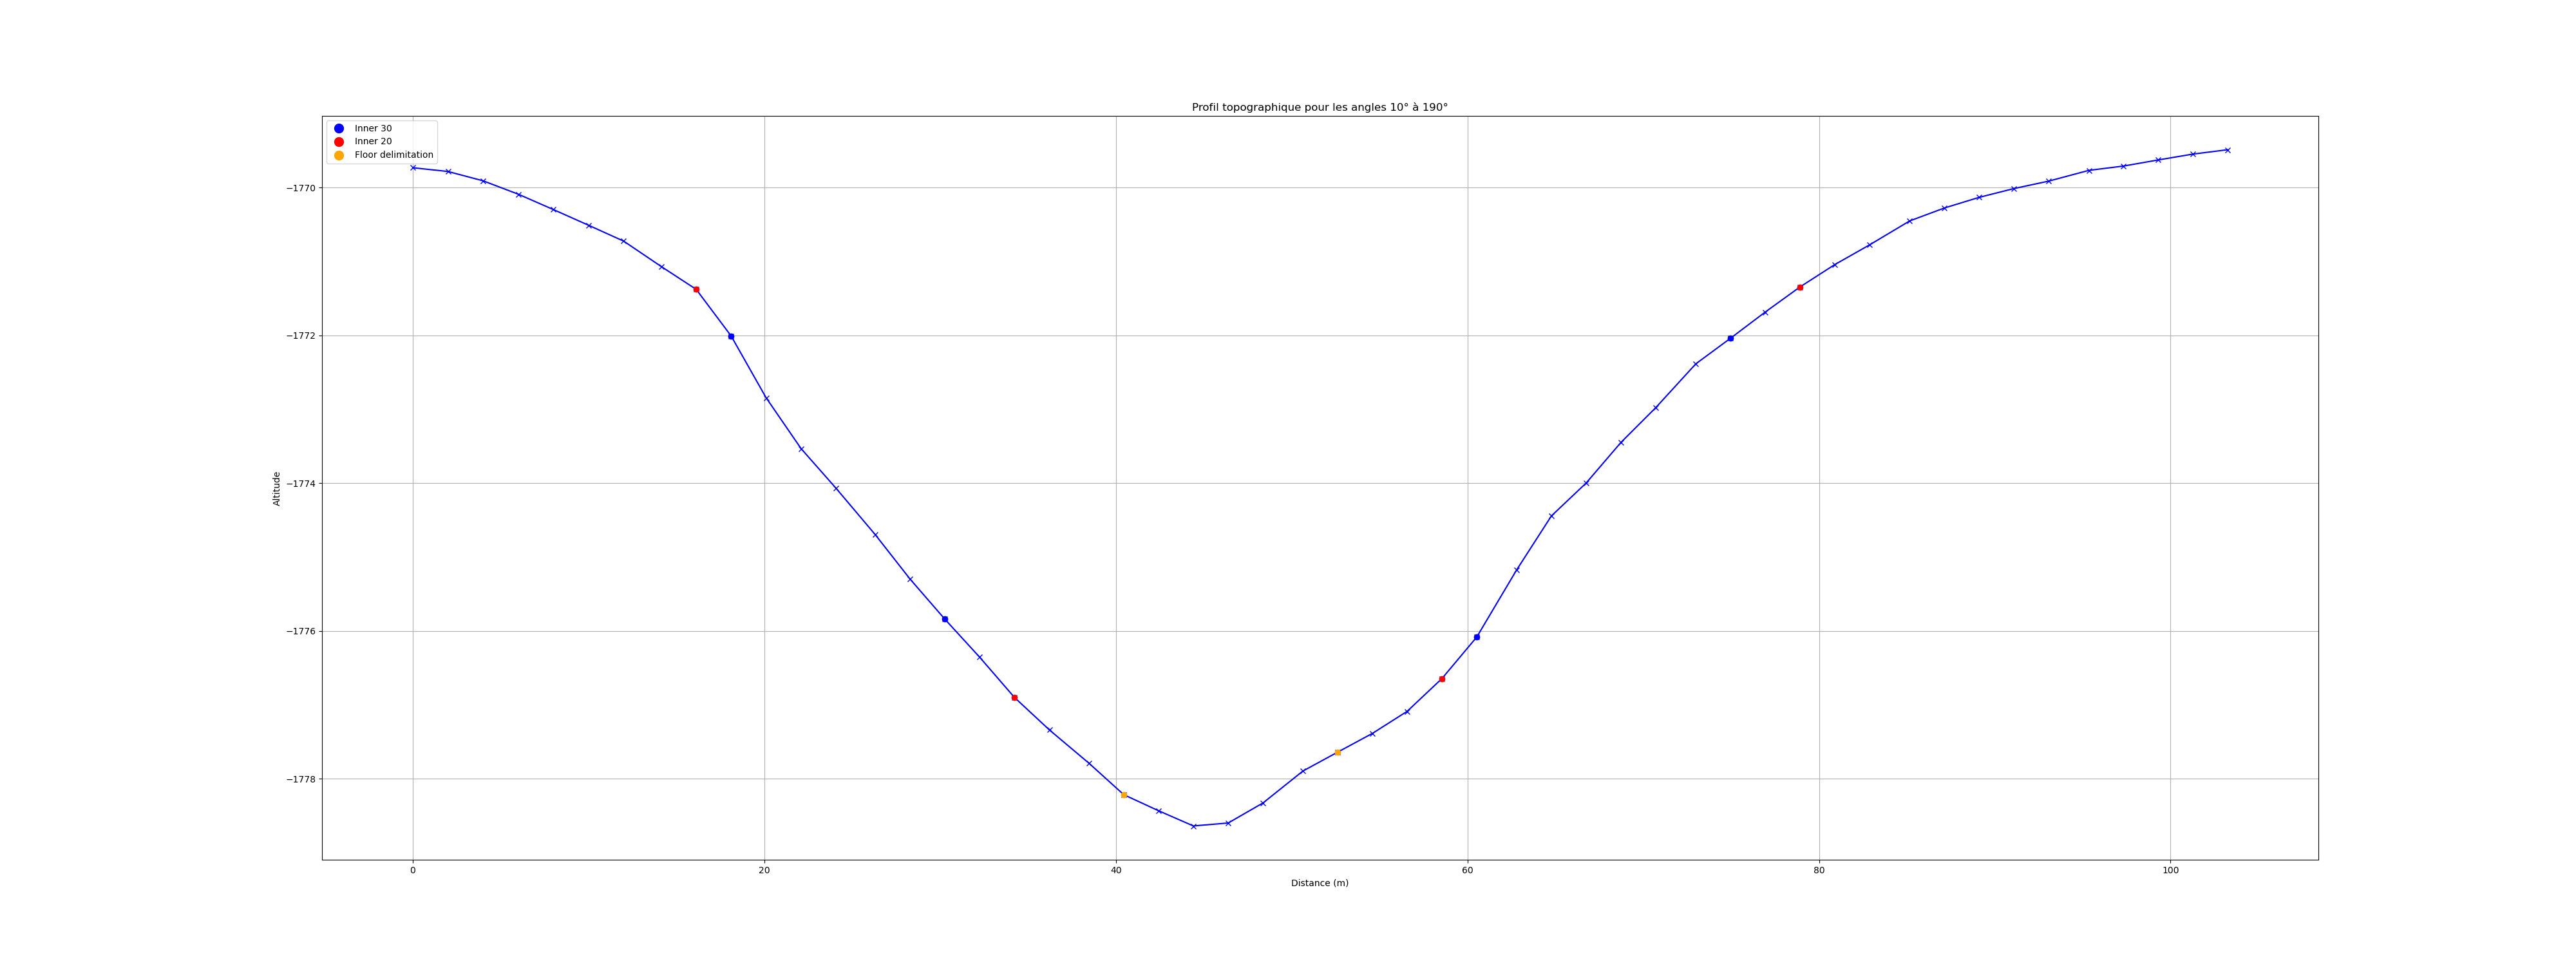 Profil topographique pour les angles 10° à 190°
Inner 30
Inner 20
Floor delimitation
−1770
−1772
−1774
−1776
−1778
Altitude
0
20
40
60
80
100
Distance (m)